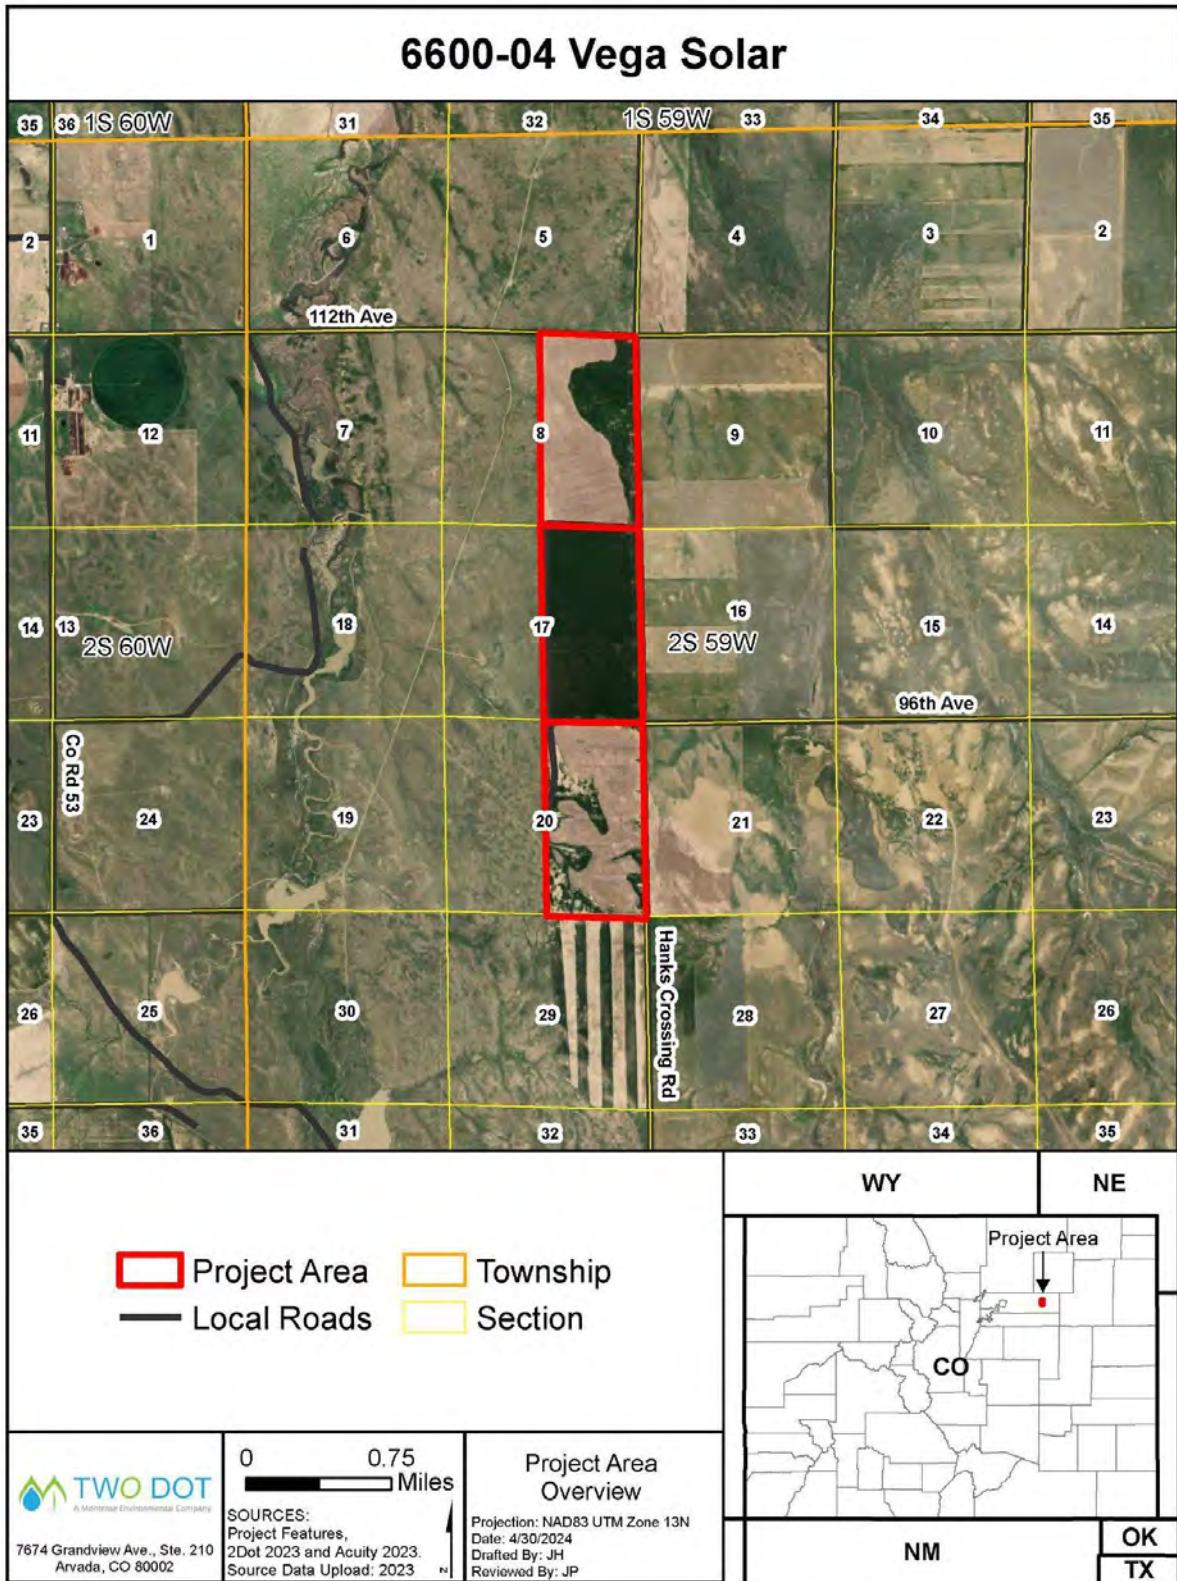 6600-04 Vega Solar
35 36 1S 60W 31 32 1S 59W 33 34 35
2 1 6 5 4 3 2
112th Ave
11 12 7 8 9 10 11
14 13 18 17 16 15 14
2S 60W 2S 59W
96th Ave
Co Rd 53
23 24 19 20 21 22 23
Hanks Crossing Rd
26 25 30 29 28 27 26
35 36 31 32 33 34 35
Project Area
Township
Local Roads
Section
WY
NE
Project Area
CO
NM
OK
TX
TWO DOT
A Montrose Environmental Company
7674 Grandview Ave., Ste. 210
Arvada, CO 80002
0 0.75
Miles
SOURCES:
Project Features,
2Dot 2023 and Acuity 2023.
Source Data Upload: 2023
N
Project Area
Overview
Projection: NAD83 UTM Zone 13N
Date: 4/30/2024
Drafted By: JH
Reviewed By: JP